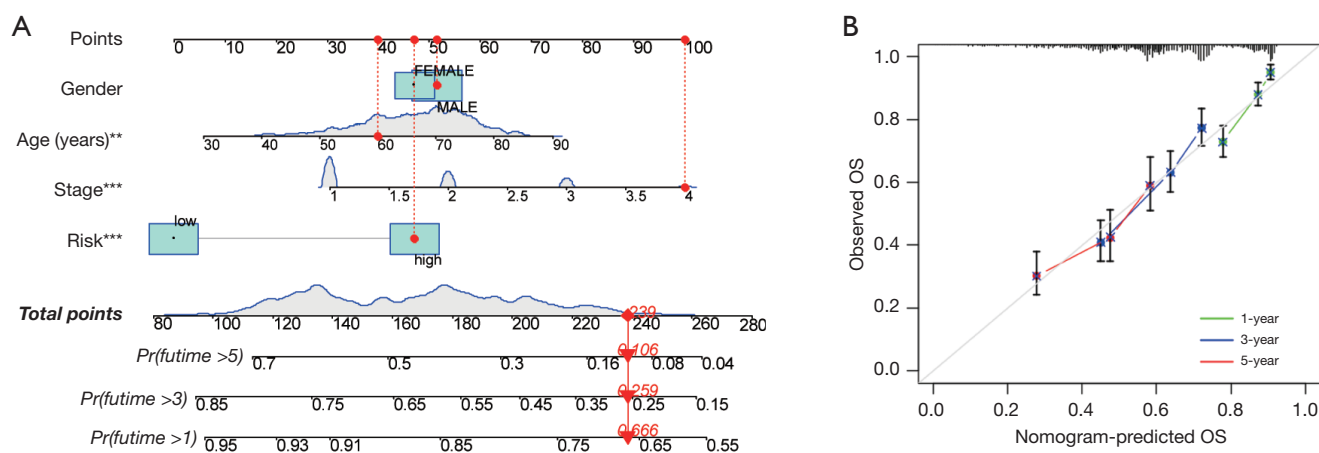 A
Points
0 10 20 30 40 50 60 70 80 90 100
Gender
FEMALE
MALE
Age (years)**
30 40 50 60 70 80 90
Stage***
1 1.5 2 2.5 3 3.5 4
Risk***
low
high
Total points
80 100 120 140 160 180 200 220 240 260 280
239
Pr(futime >5)
0.7 0.5 0.3 0.16 0.08 0.04
0.106
Pr(futime >3)
0.85 0.75 0.65 0.55 0.45 0.35 0.25 0.15
0.259
Pr(futime >1)
0.95 0.93 0.91 0.85 0.75 0.65 0.55
0.666
B
Observed OS
1.0
0.8
0.6
0.4
0.2
0.0
1-year
3-year
5-year
0.0 0.2 0.4 0.6 0.8 1.0
Nomogram-predicted OS